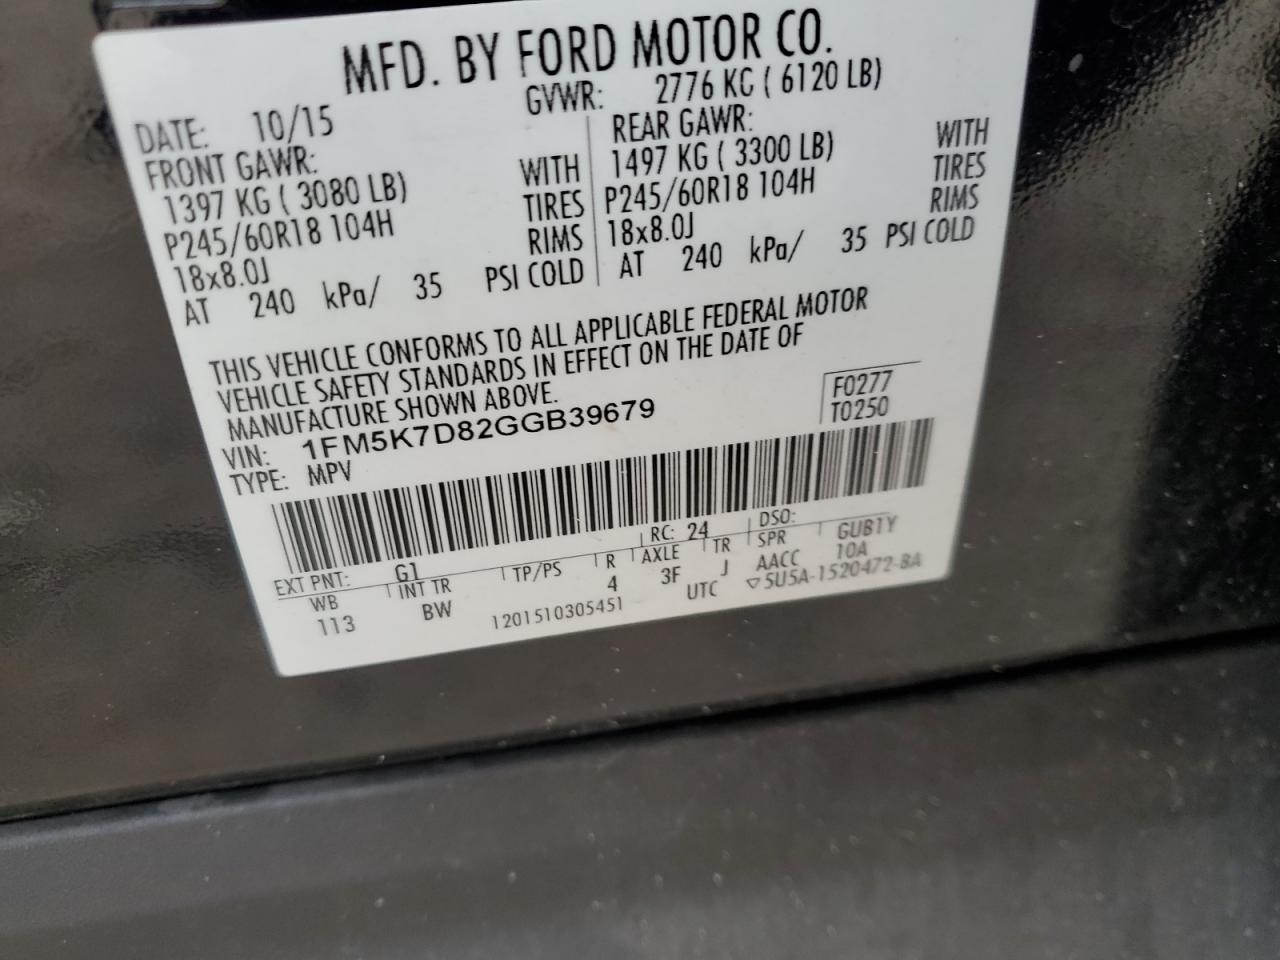 MFD. BY FORD MOTOR CO.
DATE: 10/15 GVWR: 2776 KG ( 6120 LB)
FRONT GAWR: REAR GAWR:
1397 KG ( 3080 LB) WITH 1497 KG ( 3300 LB) WITH
P245/60R18 104H TIRES P245/60R18 104H TIRES
18x8.0J RIMS 18x8.0J RIMS
AT 240 kPa/ 35 PSI COLD AT 240 kPa/ 35 PSI COLD
THIS VEHICLE CONFORMS TO ALL APPLICABLE FEDERAL MOTOR
VEHICLE SAFETY STANDARDS IN EFFECT ON THE DATE OF
MANUFACTURE SHOWN ABOVE.
VIN: 1FM5K7D82GGB39679
TYPE: MPV
F0277
T0250
EXT PNT: G1 RC: 24 DSO:
WB INT TR TP/PS R AXLE TR SPR GUB1Y
113 BW 4 3F J AACC 10A
1201510305451 UTC ▽5U5A-1520472-BA